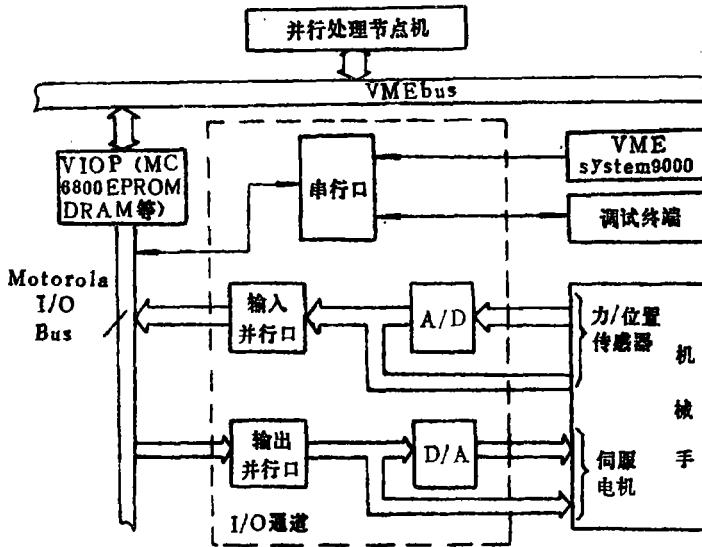 并行处理节点机
VMEbus
VIOP（MC
6800EPROM
DRAM等）
串行口
VME
system9000
调试终端
Motorola
I/O
Bus
输入
并行口
A/D
力/位置
传感器
机
械
手
输出
并行口
D/A
伺服
电机
I/O通道